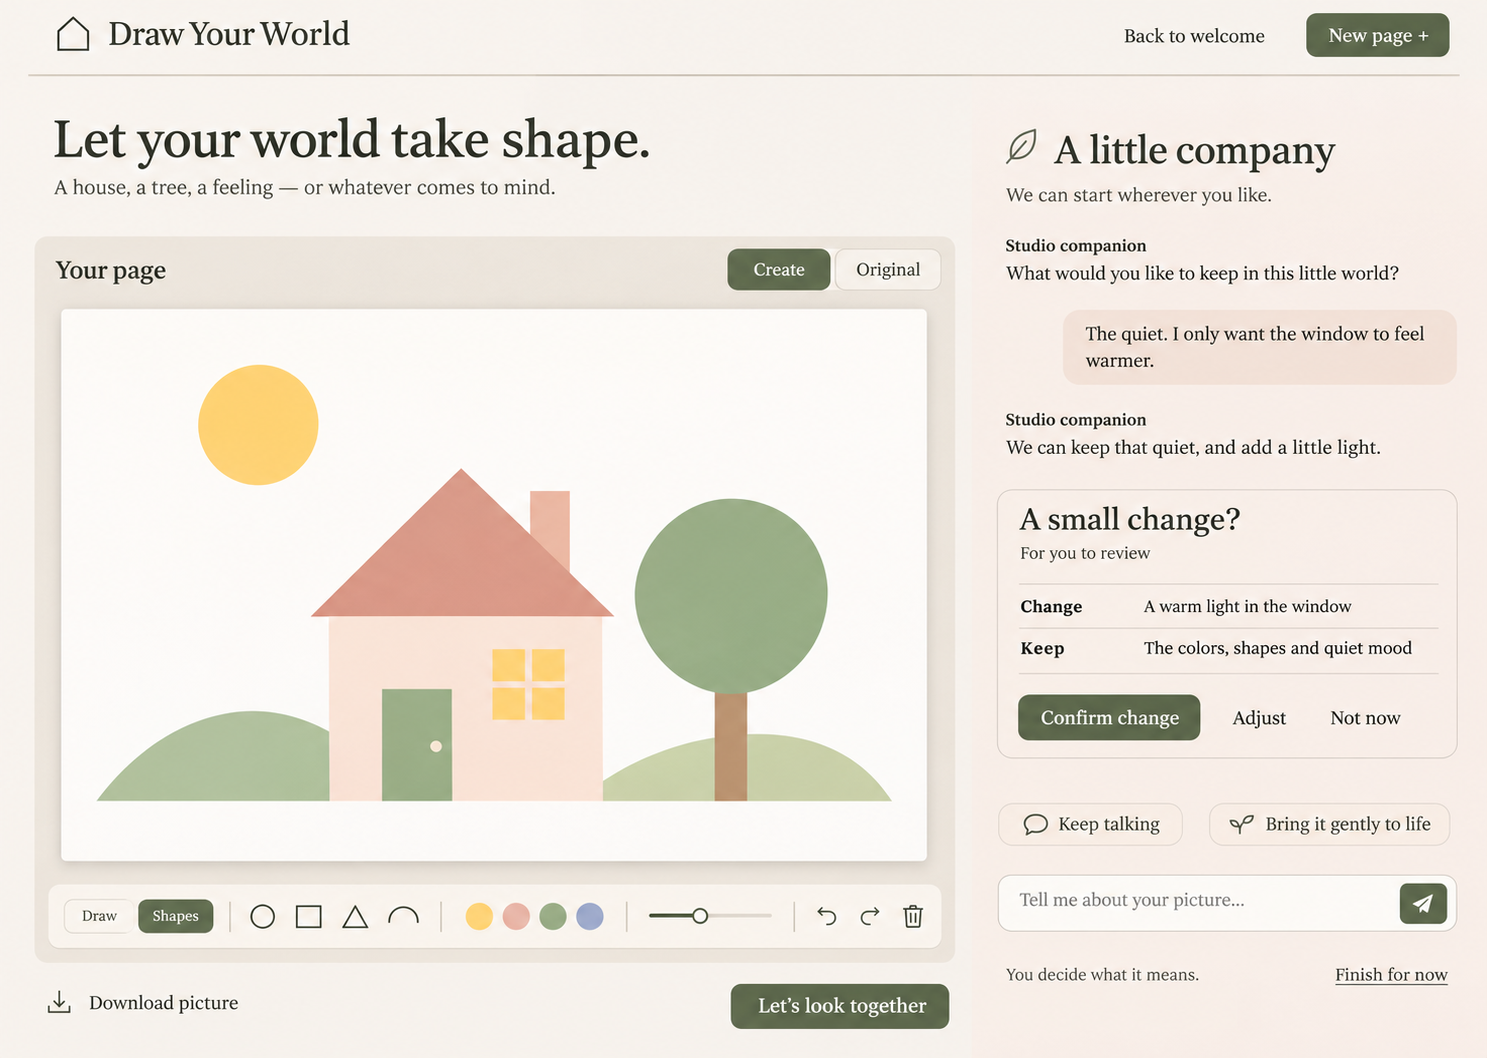 Draw Your World
Back to welcome
New page +
Let your world take shape.
A house, a tree, a feeling — or whatever comes to mind.
Your page
Create
Original
Draw
Shapes
Download picture
Let's look together
A little company
We can start wherever you like.
Studio companion
What would you like to keep in this little world?
The quiet. I only want the window to feel
warmer.
Studio companion
We can keep that quiet, and add a little light.
A small change?
For you to review
Change
A warm light in the window
Keep
The colors, shapes and quiet mood
Confirm change
Adjust
Not now
Keep talking
Bring it gently to life
Tell me about your picture...
You decide what it means.
Finish for now